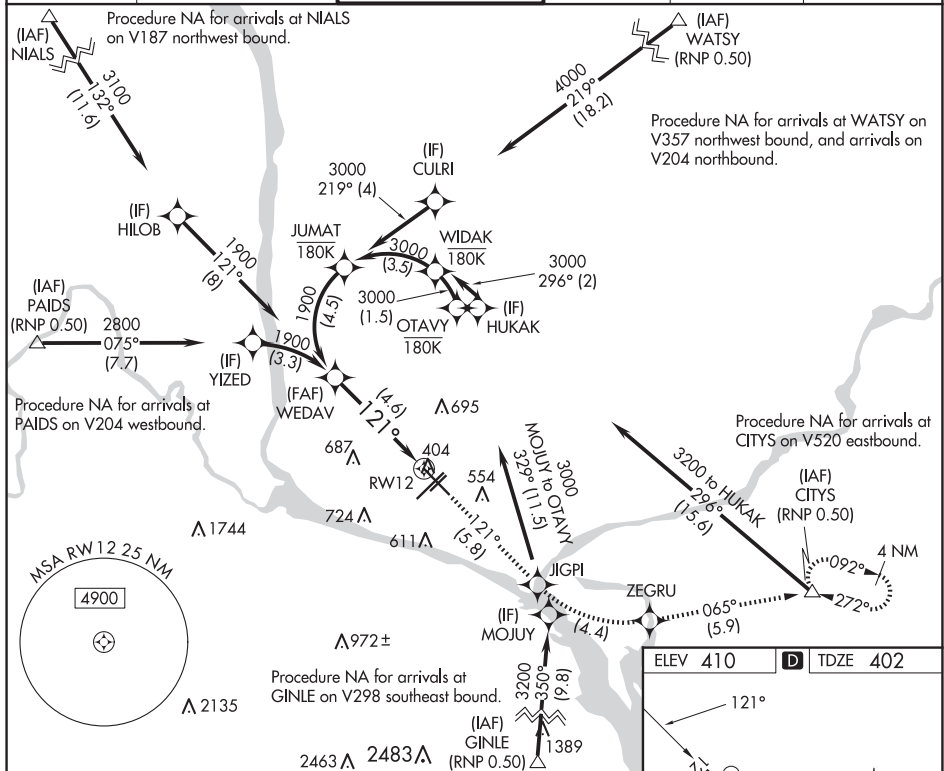 Procedure NA for arrivals at NIALS
on V187 northwest bound.
(IAF)
NIALS
3100
132°
(11.6)
(IAF)
WATSY
(RNP 0.50)
4000
219°
(18.2)
Procedure NA for arrivals at WATSY on
V357 northwest bound, and arrivals on
V204 northbound.
(IF)
CULRI
3000
219° (4)
(IF)
HILOB
1900
121°
(8)
JUMAT
180K
3000
(3.5)
WIDAK
180K
3000
296° (2)
3000
(1.5)
OTAVY
180K
(IF)
HUKAK
1900
(4.5)
(IAF)
PAIDS
(RNP 0.50)
2800
075°
(7.7)
1900
(3.3)
(IF)
YIZED
(FAF)
WEDAV
(4.6)
121°
Procedure NA for arrivals at
PAIDS on V204 westbound.
695
687
404
RW12
554
724
611
1744
121°
(5.8)
3000
MOJUY to OTAVY
329° (11.5)
Procedure NA for arrivals at
CITYS on V520 eastbound.
3200 to HUKAK
296°
(15.6)
(IAF)
CITYS
(RNP 0.50)
092°
4 NM
272°
MSA RW12 25 NM
4900
JIGPI
ZEGRU
065°
(5.9)
(IF)
MOJUY
(4.4)
972 ±
Procedure NA for arrivals at
GINLE on V298 southeast bound.
3200
350°
(9.8)
2135
(IAF)
GINLE
(RNP 0.50)
1389
2463
2483
ELEV 410
D
TDZE 402
121°